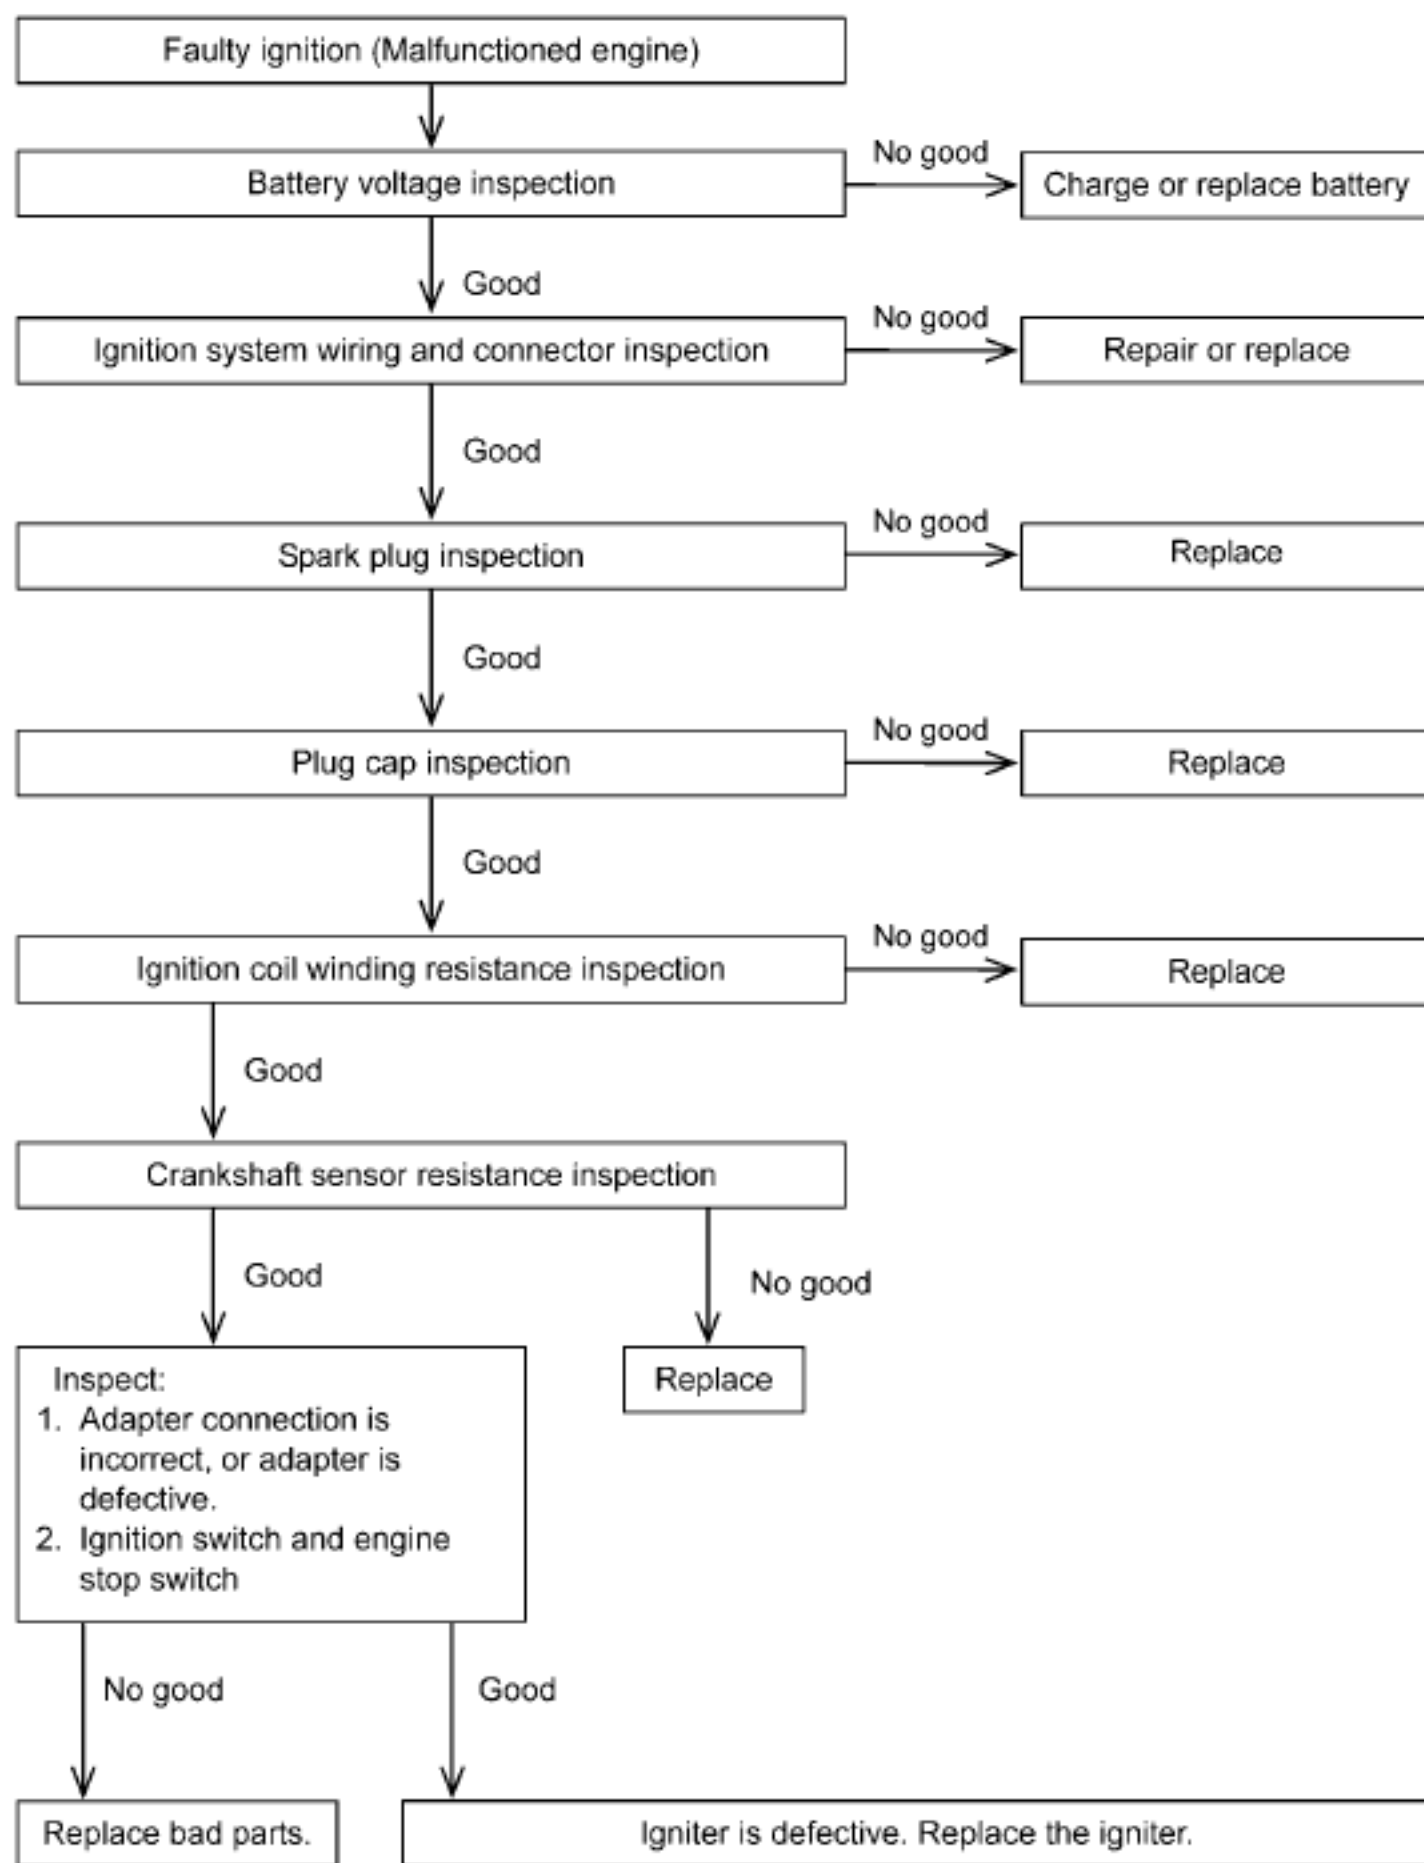 Faulty ignition (Malfunctioned engine)
No good
Battery voltage inspection
Charge or replace battery
Good
No good
Ignition system wiring and connector inspection
Repair or replace
Good
No good
Spark plug inspection
Replace
Good
No good
Plug cap inspection
Replace
Good
No good
Ignition coil winding resistance inspection
Replace
Good
Crankshaft sensor resistance inspection
Good
No good
Inspect:
1. Adapter connection is
incorrect, or adapter is
defective.
2. Ignition switch and engine
stop switch
Replace
No good
Good
Replace bad parts.
Igniter is defective. Replace the igniter.